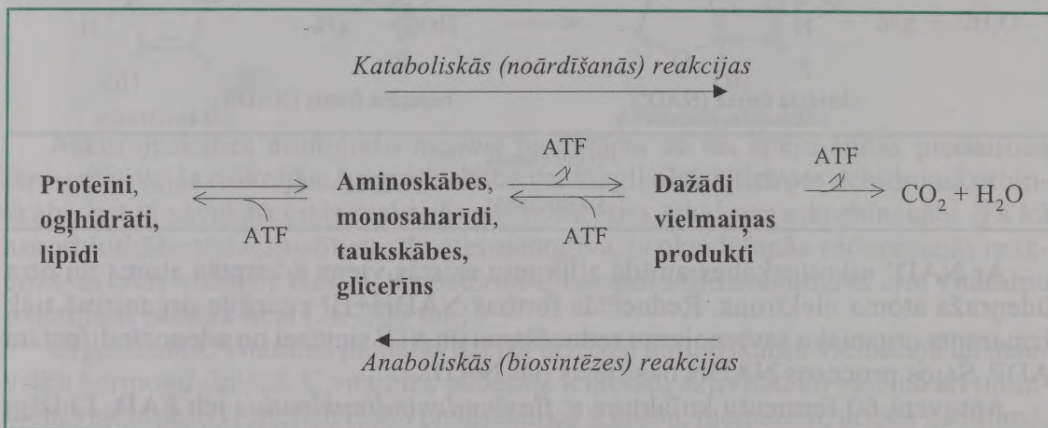 Kataboliskās (noārdīšanās) reakcijas
ATF ATF
Proteīni, Aminoskābes, Dažādi CO2 + H2O
ogļhidrāti, monosaharīdi, vielmaiņas
ATF ATF
lipīdi taukskābes, produkti
glicerīns
Anaboliskās (biosintēzes) reakcijas